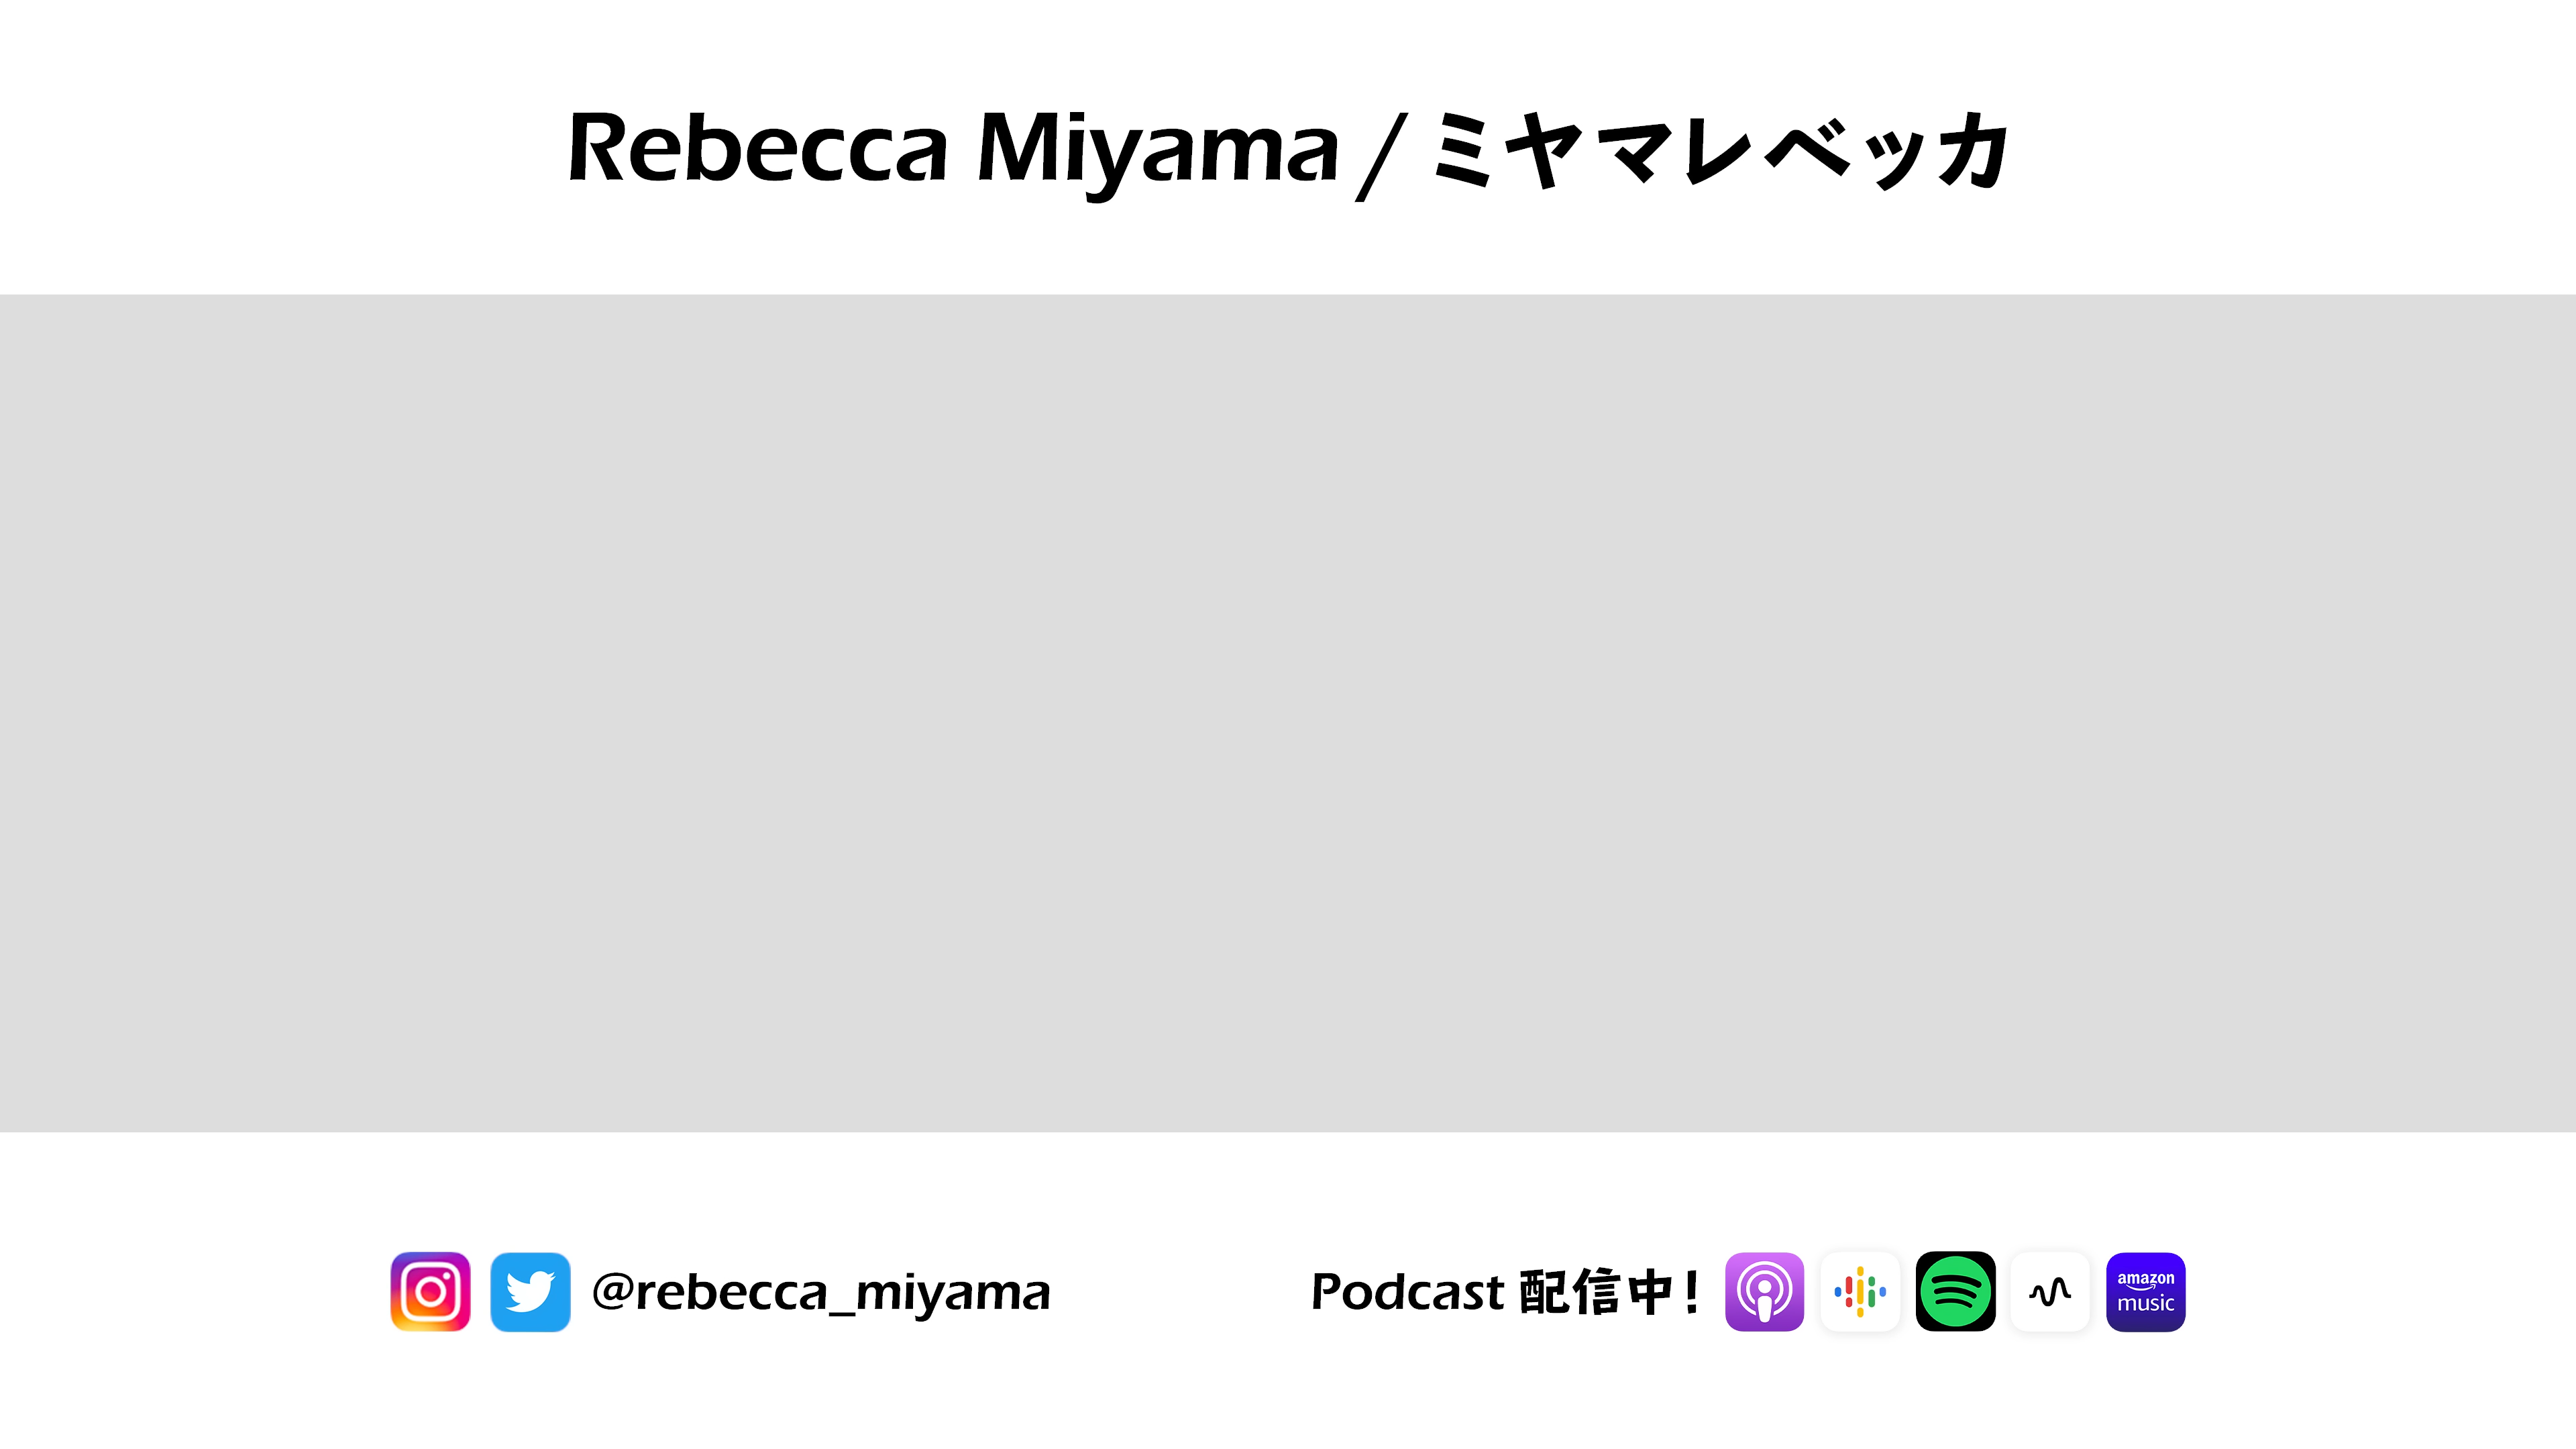 Rebecca Miyama / ミヤマレベッカ
@rebecca_miyama
Podcast 配信中!
amazon
music